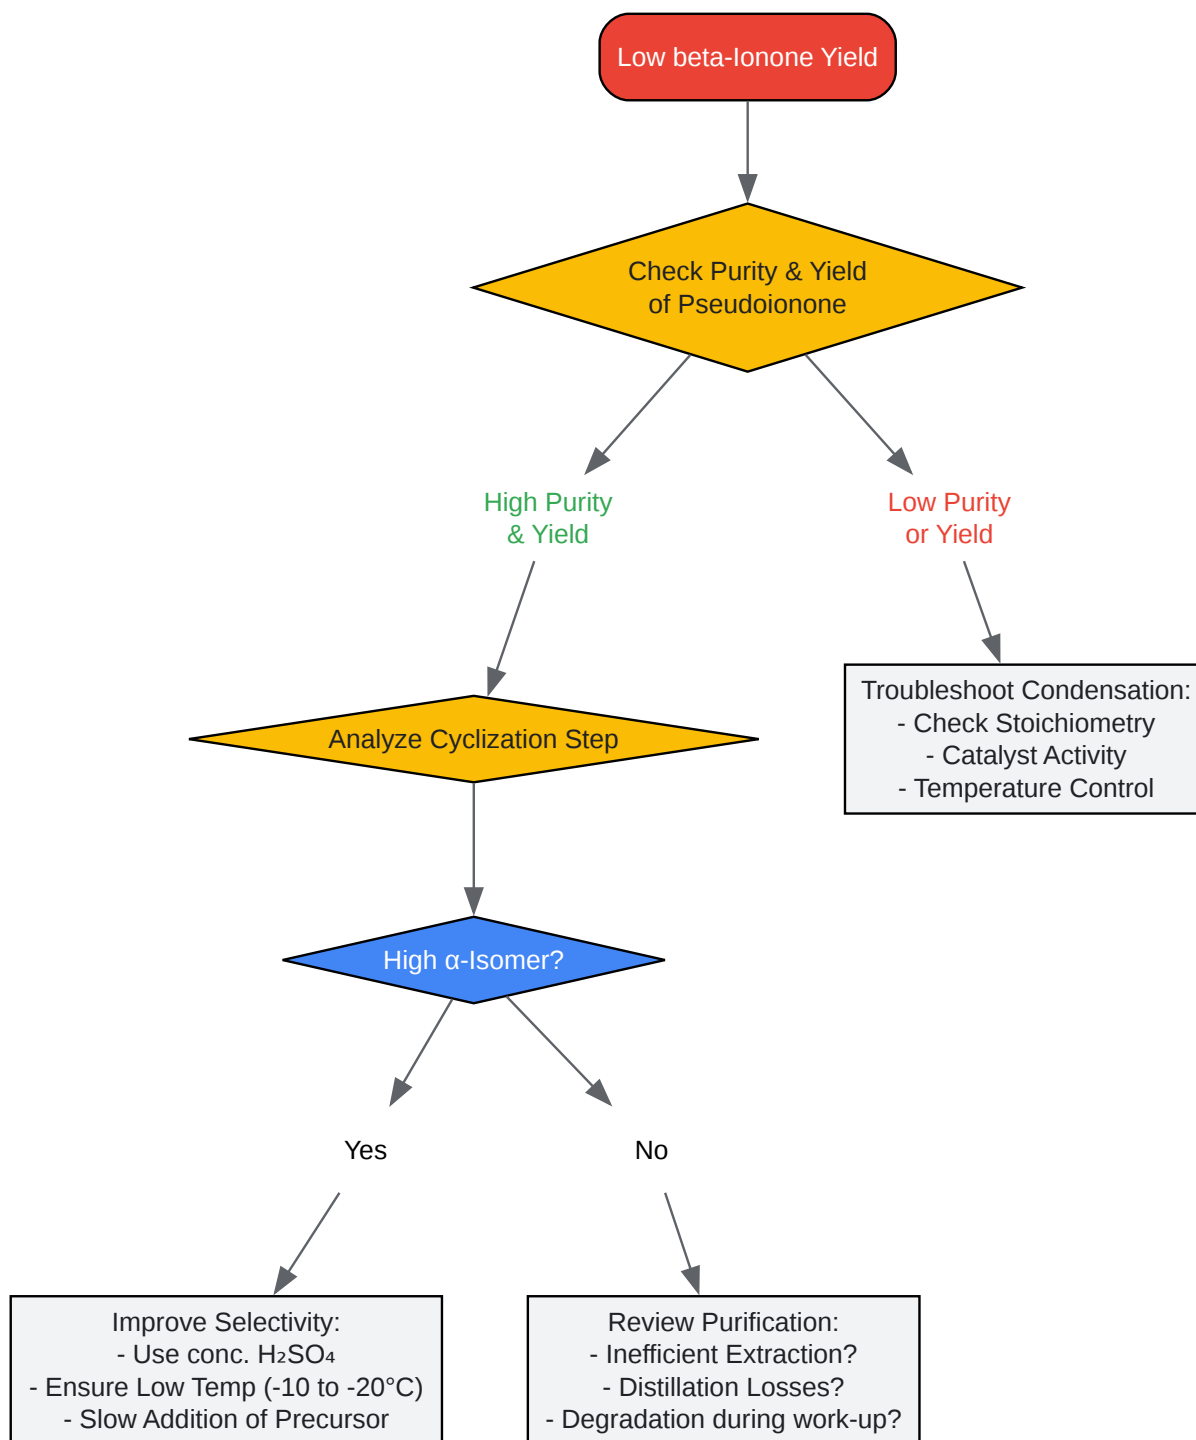 Low beta-Ionone Yield
Check Purity & Yield
of Pseudoionone
High Purity
& Yield
Low Purity
or Yield
Troubleshoot Condensation:
- Check Stoichiometry
- Catalyst Activity
- Temperature Control
Analyze Cyclization Step
High α-Isomer?
Yes
No
Improve Selectivity:
- Use conc. H₂SO₄
- Ensure Low Temp (-10 to -20°C)
- Slow Addition of Precursor
Review Purification:
- Inefficient Extraction?
- Distillation Losses?
- Degradation during work-up?